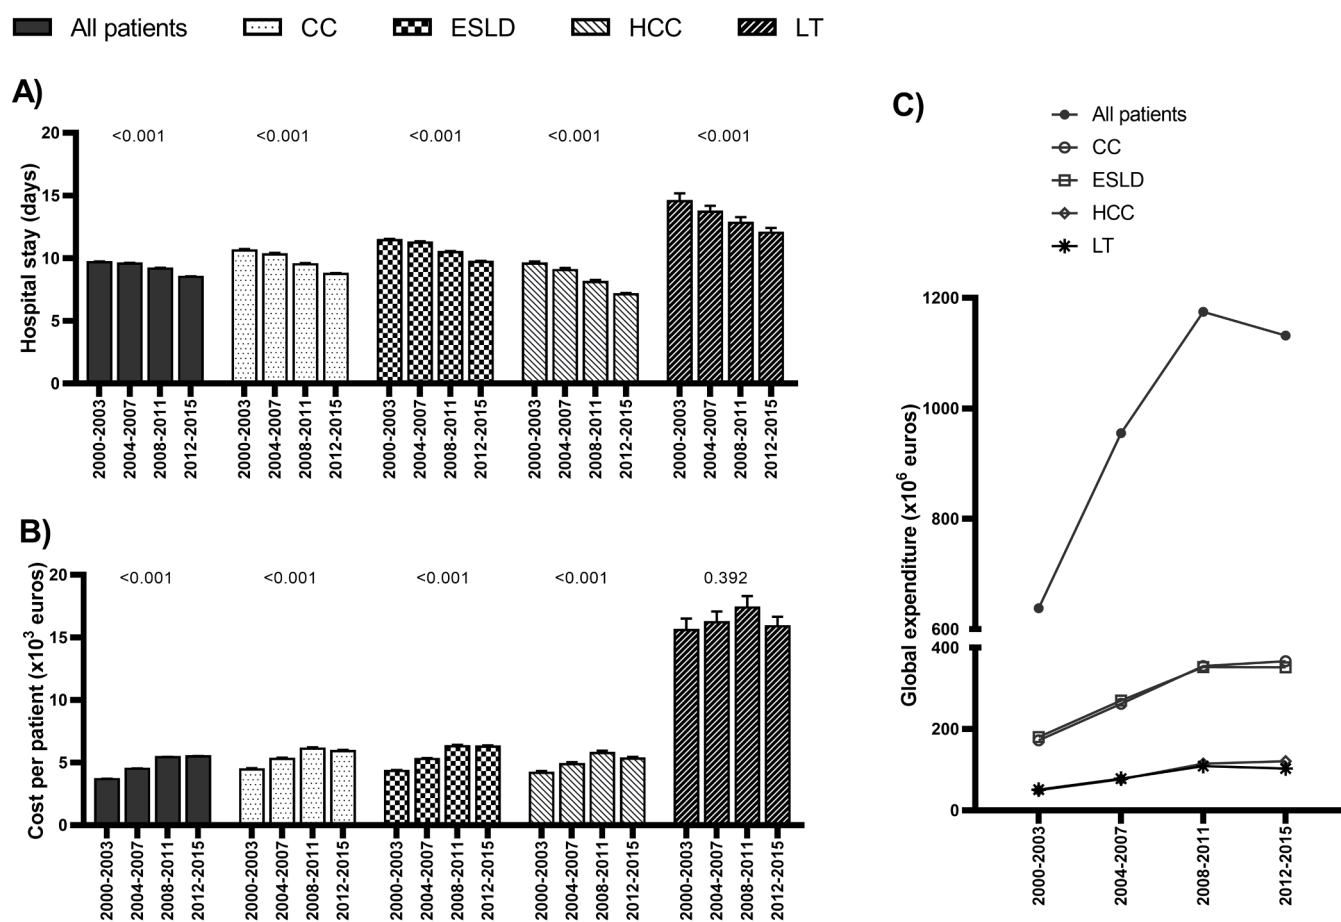 All patients CC ESLD HCC LT
A)
Hospital stay (days)
20
15
10
5
0
<0.001 <0.001 <0.001 <0.001 <0.001
2000-2003 2004-2007 2008-2011 2012-2015 2000-2003 2004-2007 2008-2011 2012-2015 2000-2003 2004-2007 2008-2011 2012-2015 2000-2003 2004-2007 2008-2011 2012-2015 2000-2003 2004-2007 2008-2011 2012-2015
B)
Cost per patient (x10³ euros)
20
15
10
5
0
<0.001 <0.001 <0.001 <0.001 0.392
2000-2003 2004-2007 2008-2011 2012-2015 2000-2003 2004-2007 2008-2011 2012-2015 2000-2003 2004-2007 2008-2011 2012-2015 2000-2003 2004-2007 2008-2011 2012-2015 2000-2003 2004-2007 2008-2011 2012-2015
C)
All patients
CC
ESLD
HCC
LT
Global expenditure (x10⁶ euros)
1200
1000
800
600
400
200
0
2000-2003 2004-2007 2008-2011 2012-2015